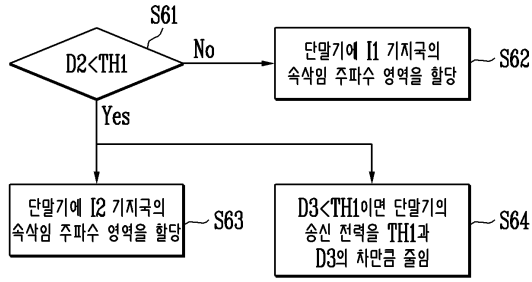 S61
D2<TH1
No
단말기에 I1 기지국의
속삭임 주파수 영역을 할당
S62
Yes
단말기에 I2 기지국의
속삭임 주파수 영역을 할당
S63
D3<TH1이면 단말기의
송신 전력을 TH1과
D3의 차만큼 줄임
S64